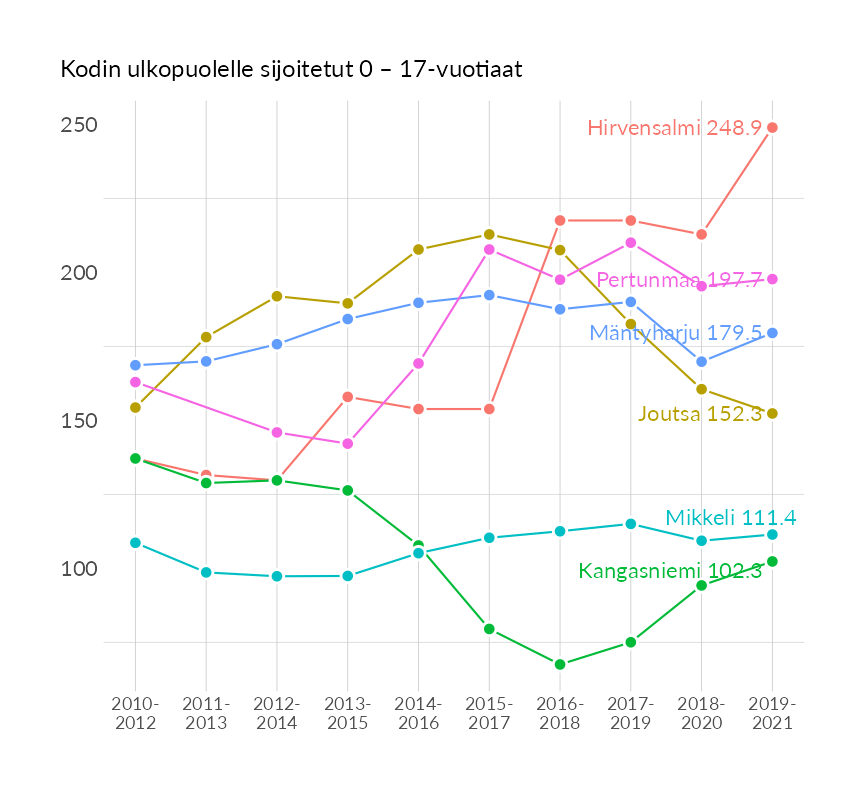 Kodin ulkopuolelle sijoitetut 0 – 17-vuotiaat
250
Hirvensalmi 248.9
200
Pertunmaa 197.7
Mäntyharju 179.5
150
Joutsa 152.3
Mikkeli 111.4
100
Kangasniemi 102.3
2010- 2011- 2012- 2013- 2014- 2015- 2016- 2017- 2018- 2019-
2012 2013 2014 2015 2016 2017 2018 2019 2020 2021